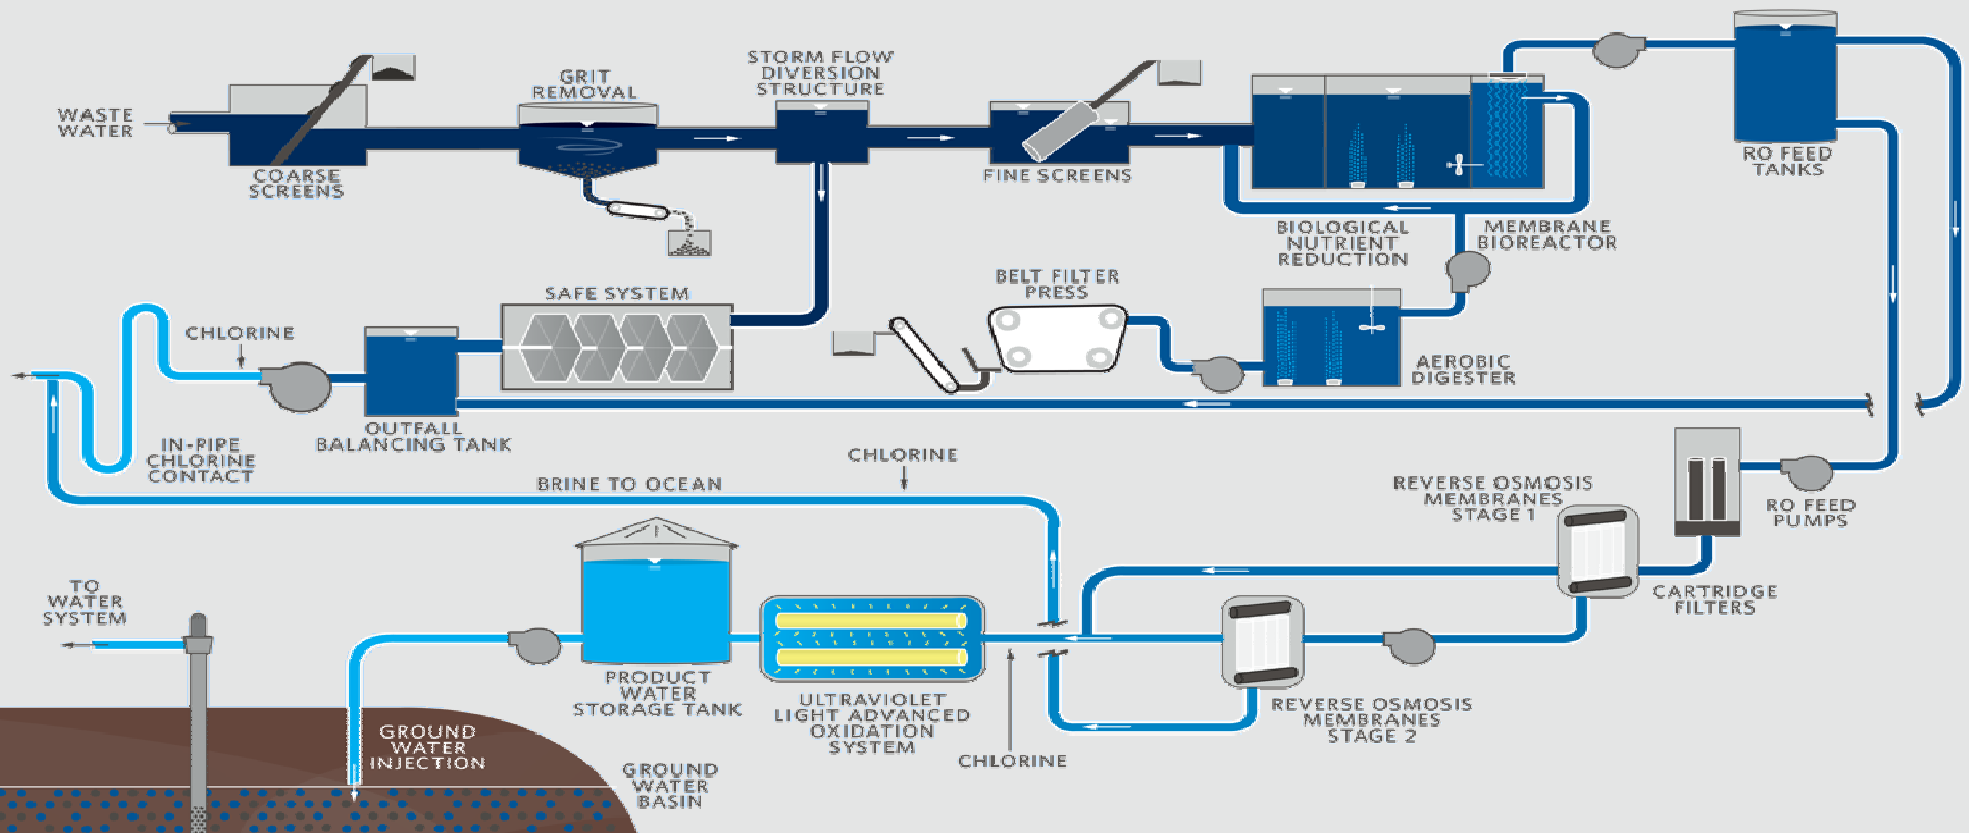 WASTE
WATER
COARSE
SCREENS
GRIT
REMOVAL
STORM FLOW
DIVERSION
STRUCTURE
FINE SCREENS
BIOLOGICAL
NUTRIENT
REDUCTION
MEMBRANE
BIOREACTOR
RO FEED
TANKS
SAFE SYSTEM
BELT FILTER
PRESS
AEROBIC
DIGESTER
CHLORINE
OUTFALL
BALANCING TANK
IN-PIPE
CHLORINE
CONTACT
CHLORINE
BRINE TO OCEAN
REVERSE OSMOSIS
MEMBRANES
STAGE 1
RO FEED
PUMPS
CARTRIDGE
FILTERS
TO
WATER
SYSTEM
PRODUCT
WATER
STORAGE TANK
ULTRAVIOLET
LIGHT ADVANCED
OXIDATION
SYSTEM
CHLORINE
REVERSE OSMOSIS
MEMBRANES
STAGE 2
GROUND
WATER
INJECTION
GROUND
WATER
BASIN